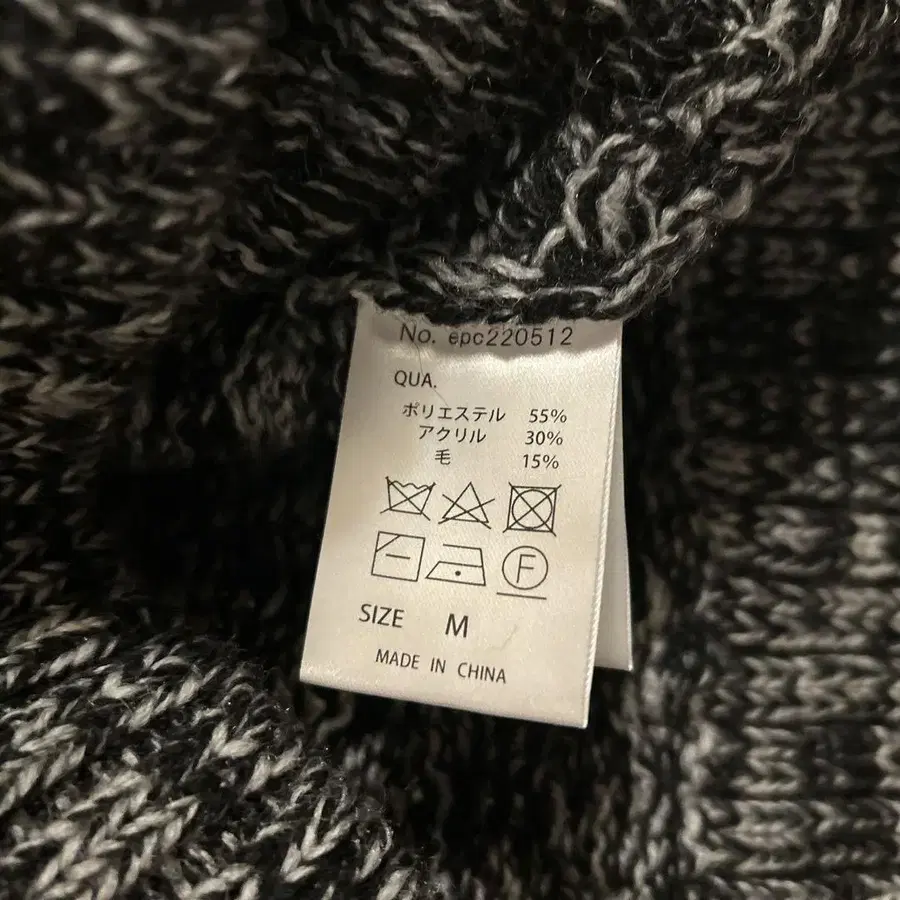 No. epc220512
QUA.
ポリエステル 55%
アクリル 30%
毛 15%
F
SIZE M
MADE IN CHINA